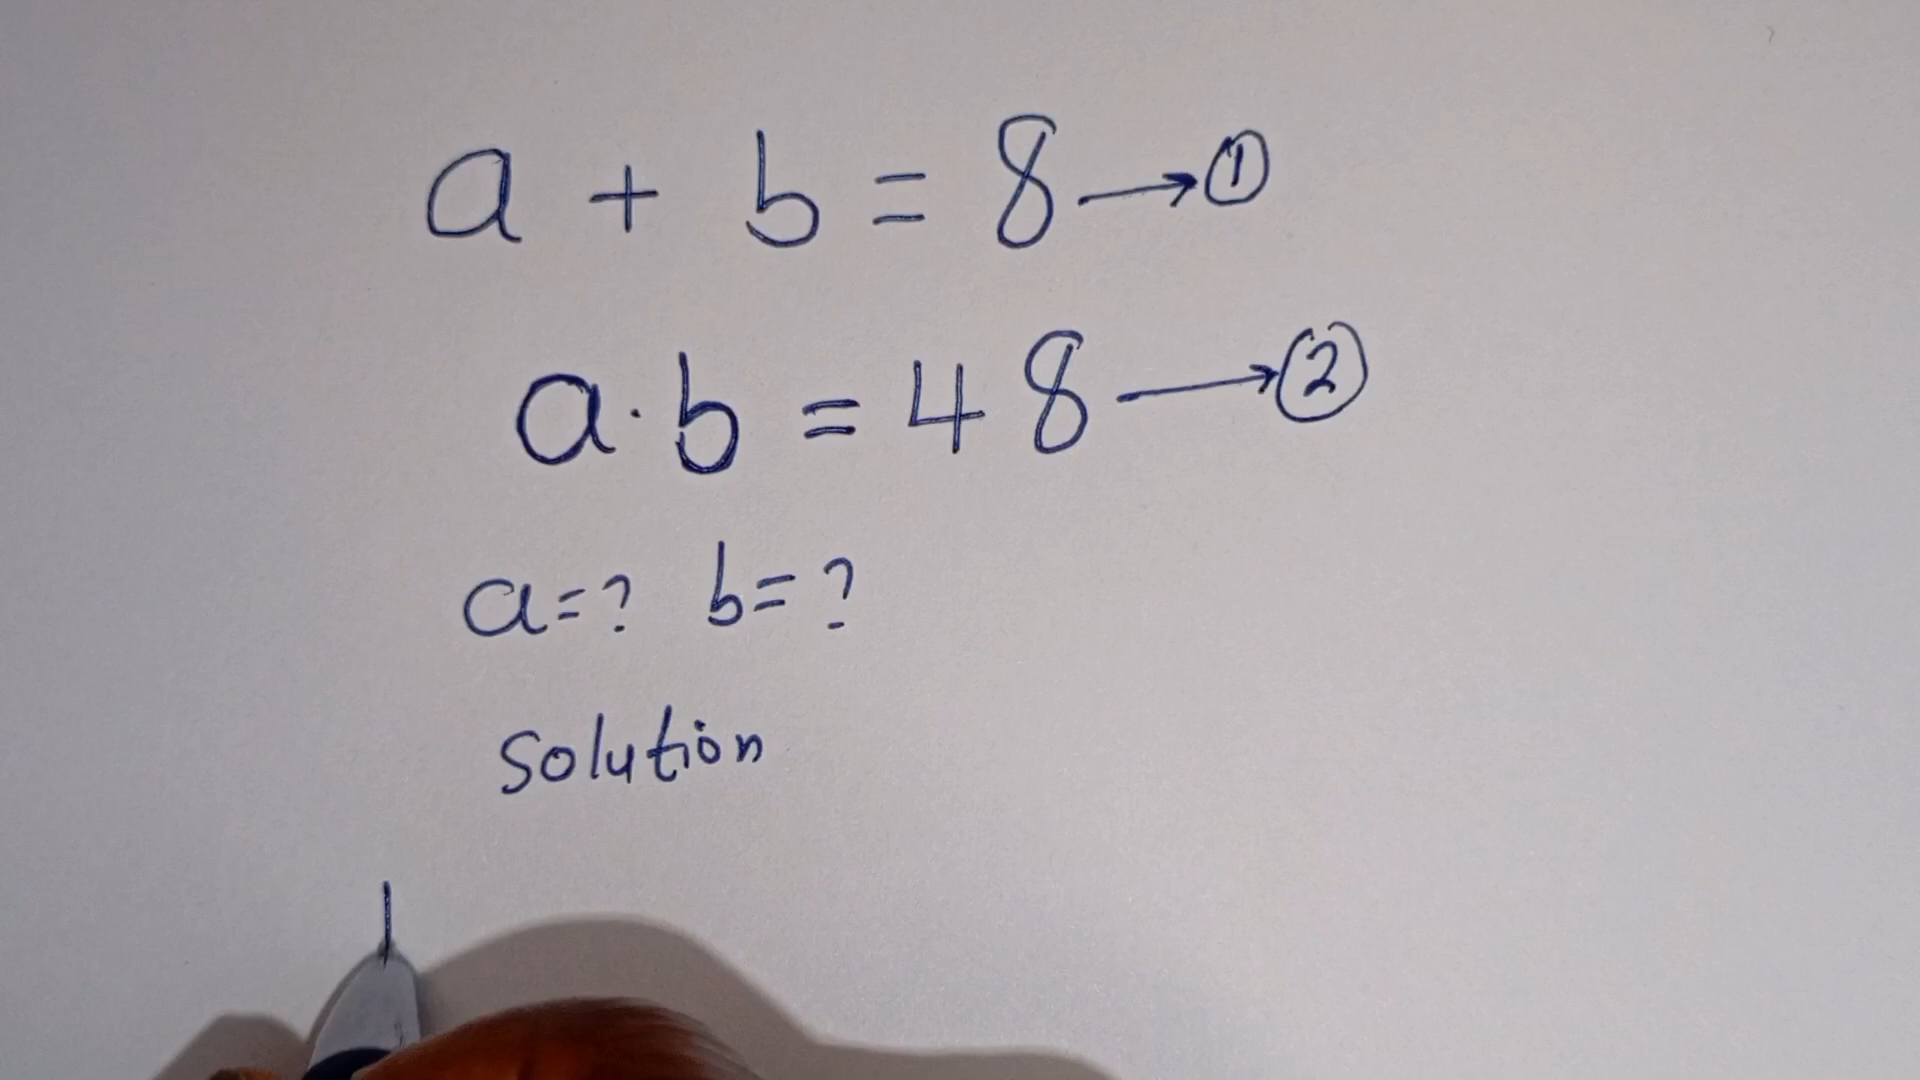 a + b = 8 → ①
a·b = 48 → ②
a=? b=?
Solution